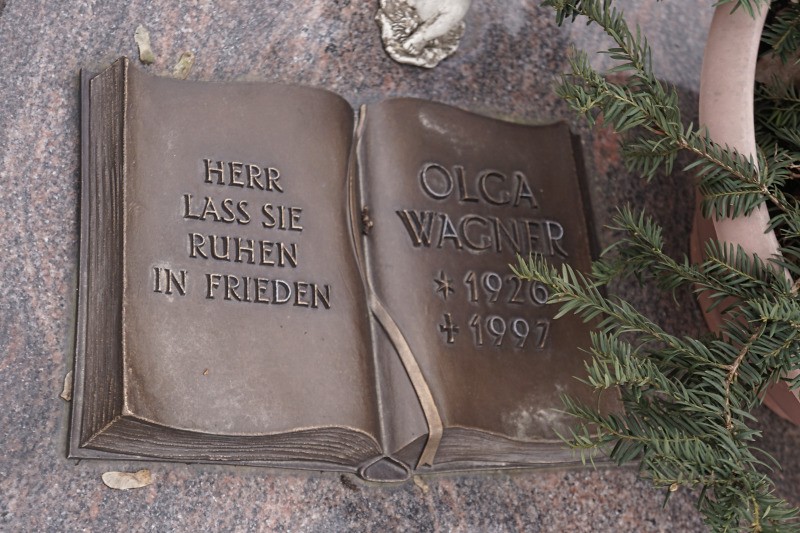 HERR
LASS SIE
RUHEN
IN FRIEDEN
OLGA
WAGNER
* 1926
✝ 1997